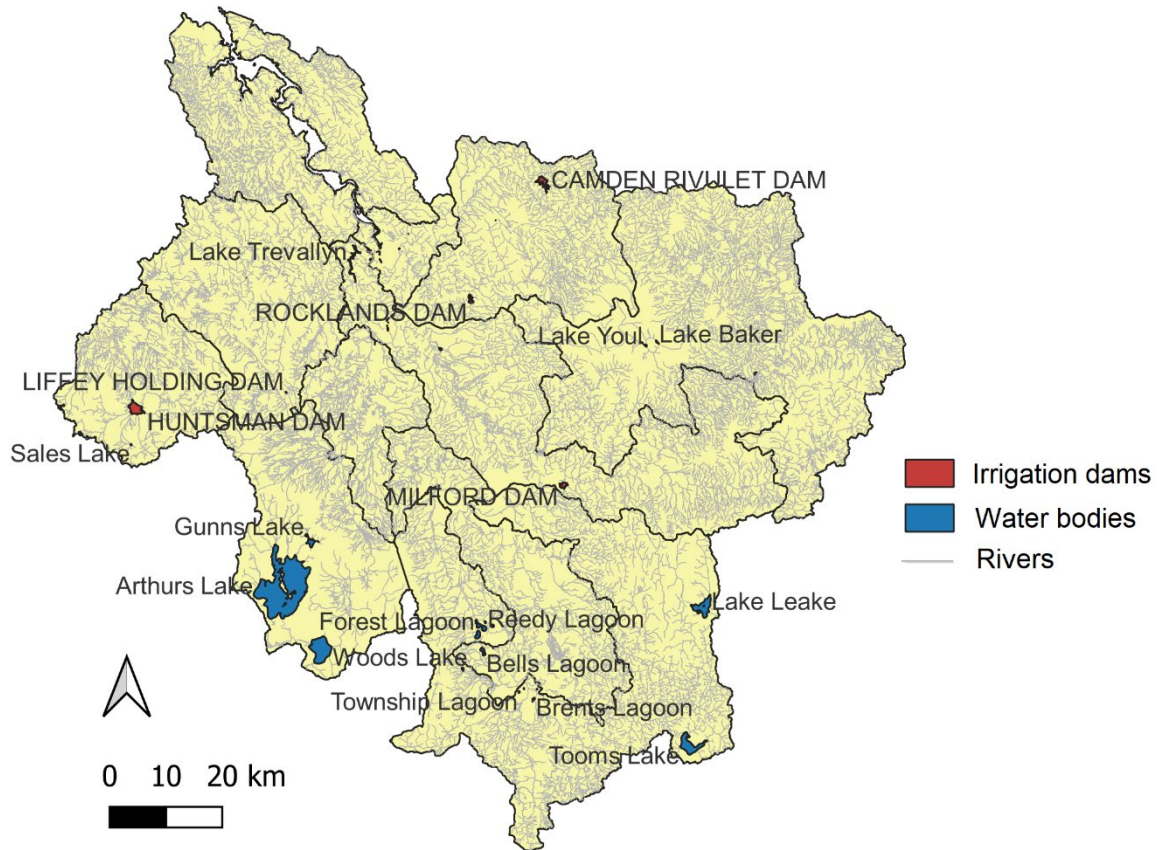 CAMDEN RIVULET DAM
Lake Trevallyn
ROCKLANDS DAM
Lake Youl
Lake Baker
LIFFEY HOLDING DAM
HUNTSMAN DAM
Sales Lake
MILFORD DAM
Gunns Lake
Arthurs Lake
Lake Leake
Forest Lagoon
Reedy Lagoon
Woods Lake
Bells Lagoon
Township Lagoon
Brents Lagoon
Tooms Lake
Irrigation dams
Water bodies
Rivers
0 10 20 km